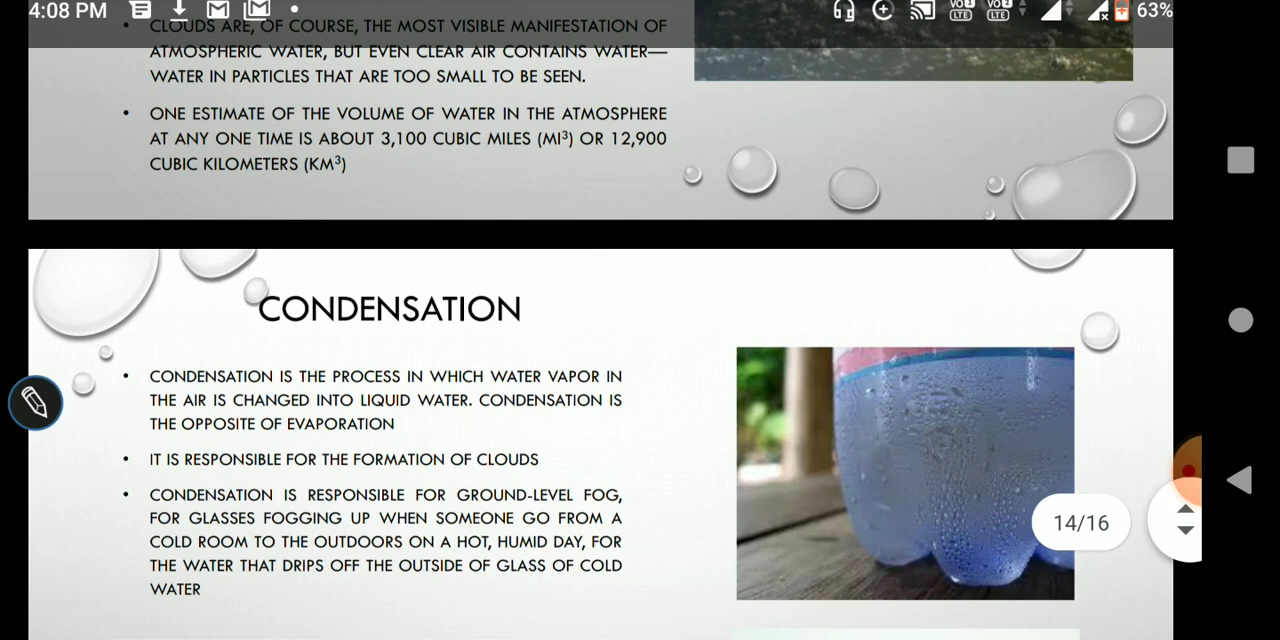 4:08 PM
63%
VO 1 LTE
VO 2 LTE
• CLOUDS ARE, OF COURSE, THE MOST VISIBLE MANIFESTATION OF
ATMOSPHERIC WATER, BUT EVEN CLEAR AIR CONTAINS WATER—
WATER IN PARTICLES THAT ARE TOO SMALL TO BE SEEN.
• ONE ESTIMATE OF THE VOLUME OF WATER IN THE ATMOSPHERE
AT ANY ONE TIME IS ABOUT 3,100 CUBIC MILES (MI³) OR 12,900
CUBIC KILOMETERS (KM³)
CONDENSATION
• CONDENSATION IS THE PROCESS IN WHICH WATER VAPOR IN
THE AIR IS CHANGED INTO LIQUID WATER. CONDENSATION IS
THE OPPOSITE OF EVAPORATION
• IT IS RESPONSIBLE FOR THE FORMATION OF CLOUDS
• CONDENSATION IS RESPONSIBLE FOR GROUND-LEVEL FOG,
FOR GLASSES FOGGING UP WHEN SOMEONE GO FROM A
COLD ROOM TO THE OUTDOORS ON A HOT, HUMID DAY, FOR
THE WATER THAT DRIPS OFF THE OUTSIDE OF GLASS OF COLD
WATER
14/16